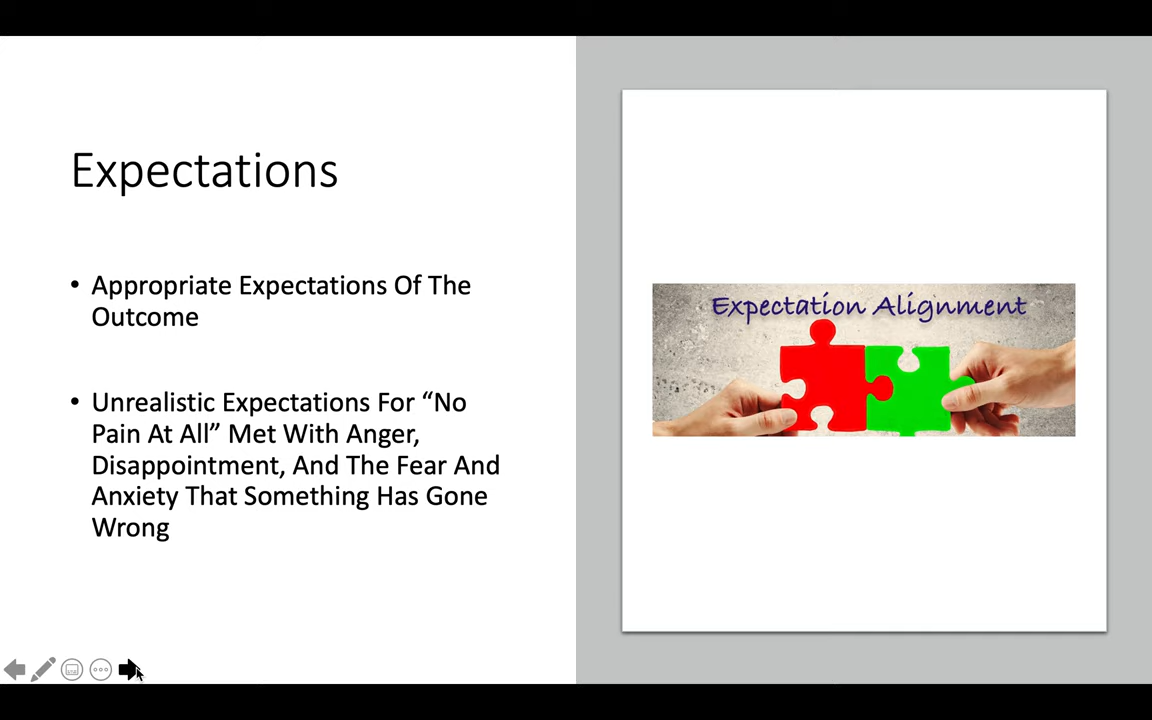 Expectations
• Appropriate Expectations Of The
Outcome
• Unrealistic Expectations For “No
Pain At All” Met With Anger,
Disappointment, And The Fear And
Anxiety That Something Has Gone
Wrong
Expectation Alignment